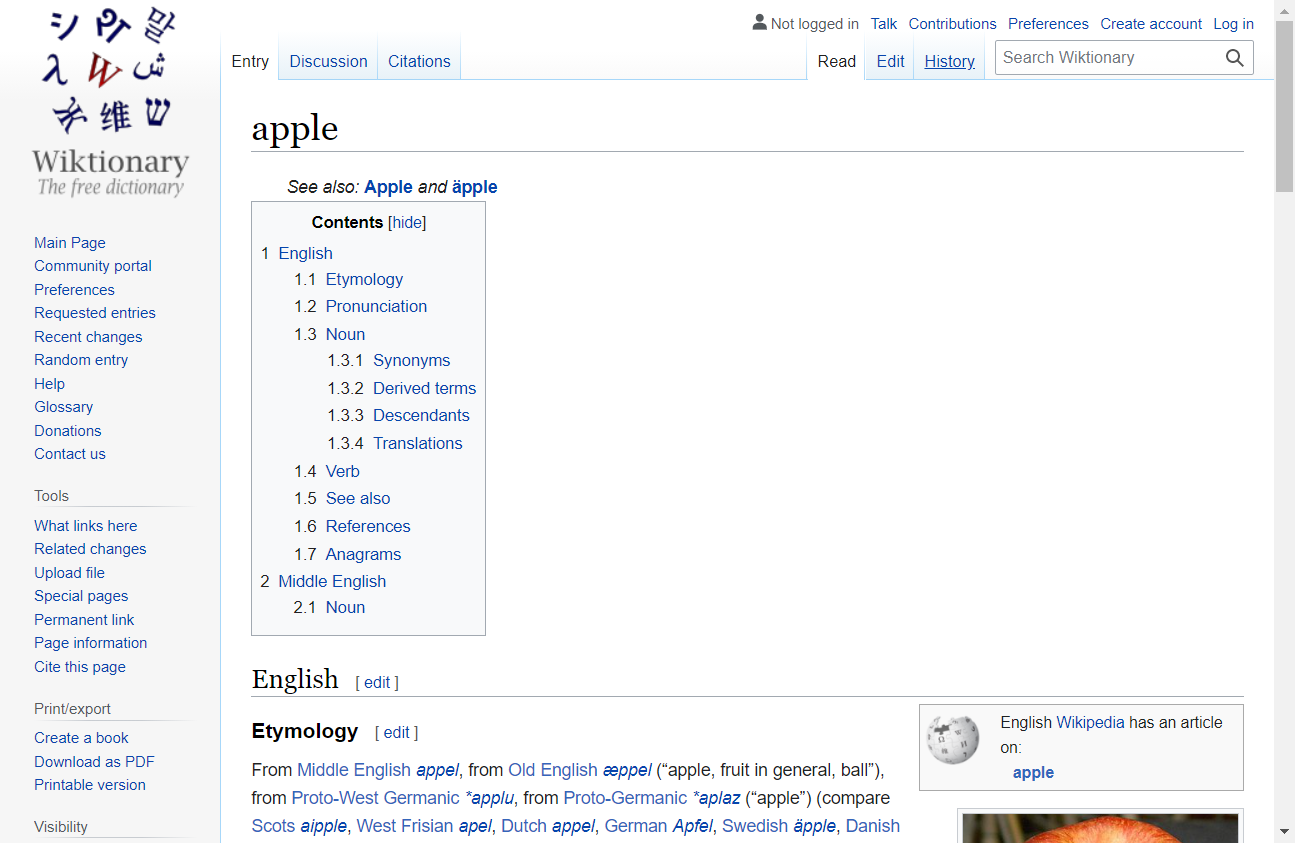 Not logged in Talk Contributions Preferences Create account Log in
Entry Discussion Citations Read Edit History Search Wiktionary
シ Պ 말
λ W ش
维 ש
Wiktionary
The free dictionary
Main Page
Community portal
Preferences
Requested entries
Recent changes
Random entry
Help
Glossary
Donations
Contact us
Tools
What links here
Related changes
Upload file
Special pages
Permanent link
Page information
Cite this page
Print/export
Create a book
Download as PDF
Printable version
Visibility
apple
See also: Apple and äpple
Contents [hide]
1 English
1.1 Etymology
1.2 Pronunciation
1.3 Noun
1.3.1 Synonyms
1.3.2 Derived terms
1.3.3 Descendants
1.3.4 Translations
1.4 Verb
1.5 See also
1.6 References
1.7 Anagrams
2 Middle English
2.1 Noun
English [ edit ]
Etymology [ edit ]
From Middle English appel, from Old English æppel (“apple, fruit in general, ball”),
from Proto-West Germanic *applu, from Proto-Germanic *aplaz (“apple”) (compare
Scots aipple, West Frisian apel, Dutch appel, German Apfel, Swedish äpple, Danish
English Wikipedia has an article
on:
apple